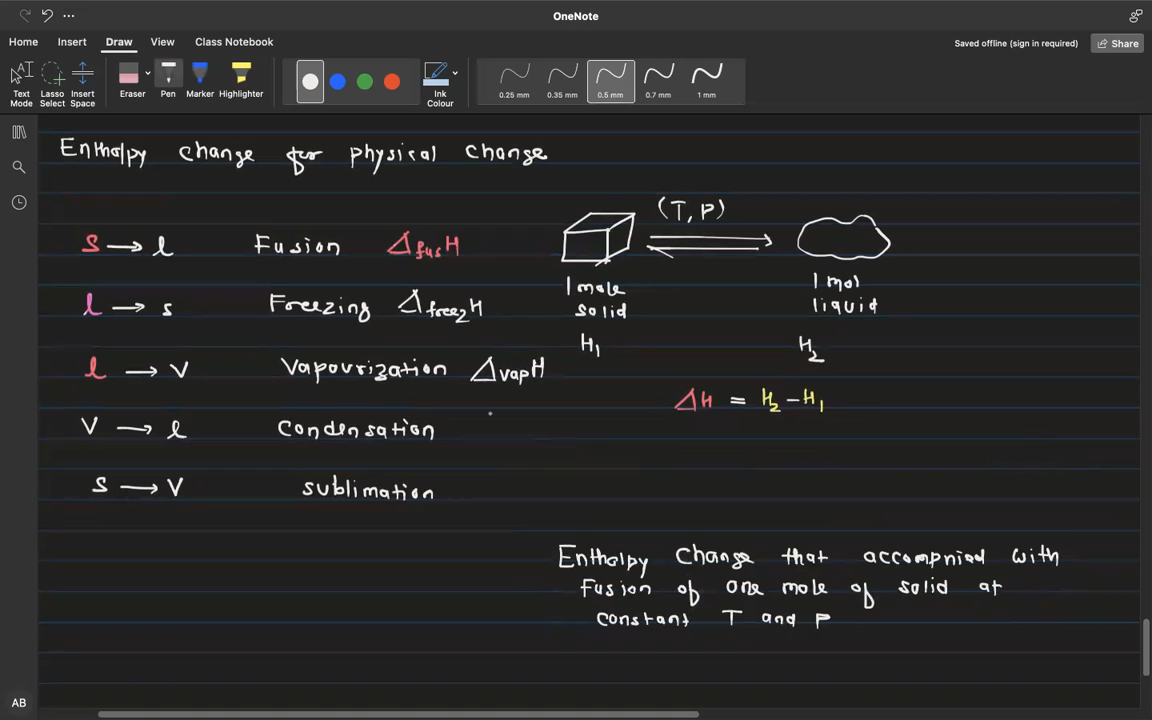 OneNote
Home Insert Draw View Class Notebook
Saved offline (sign in required) Share
Text Mode
Lasso Select
Insert Space
Eraser
Pen
Marker
Highlighter
Ink Colour
0.25 mm
0.35 mm
0.5 mm
0.7 mm
1 mm
Enthalpy change for physical change
S → l Fusion Δfus H
l → s Freezing Δfreez H
l → V Vapourization Δvap H
V → l Condensation
S → V sublimation
(T, P)
1 mole
solid
H₁
1 mol
liquid
H₂
ΔH = H₂ - H₁
Enthalpy Change that accompnied with
Fusion of one mole of solid at
constant T and P
AB